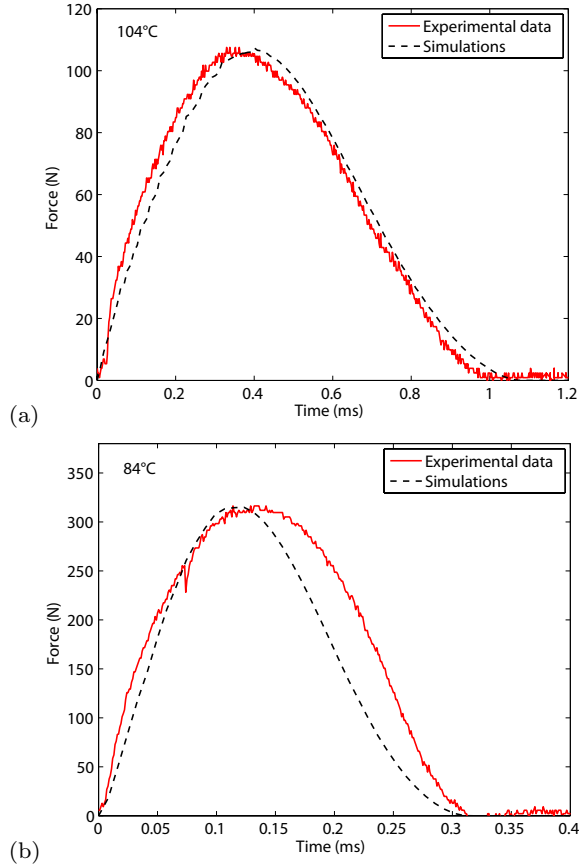 120
104°C
Experimental data
Simulations
100
80
60
40
20
0
Force (N)
0
0.2
0.4
0.6
0.8
1
1.2
Time (ms)
(a)
350
84°C
Experimental data
Simulations
300
250
200
150
100
50
0
Force (N)
0
0.05
0.1
0.15
0.2
0.25
0.3
0.35
0.4
Time (ms)
(b)